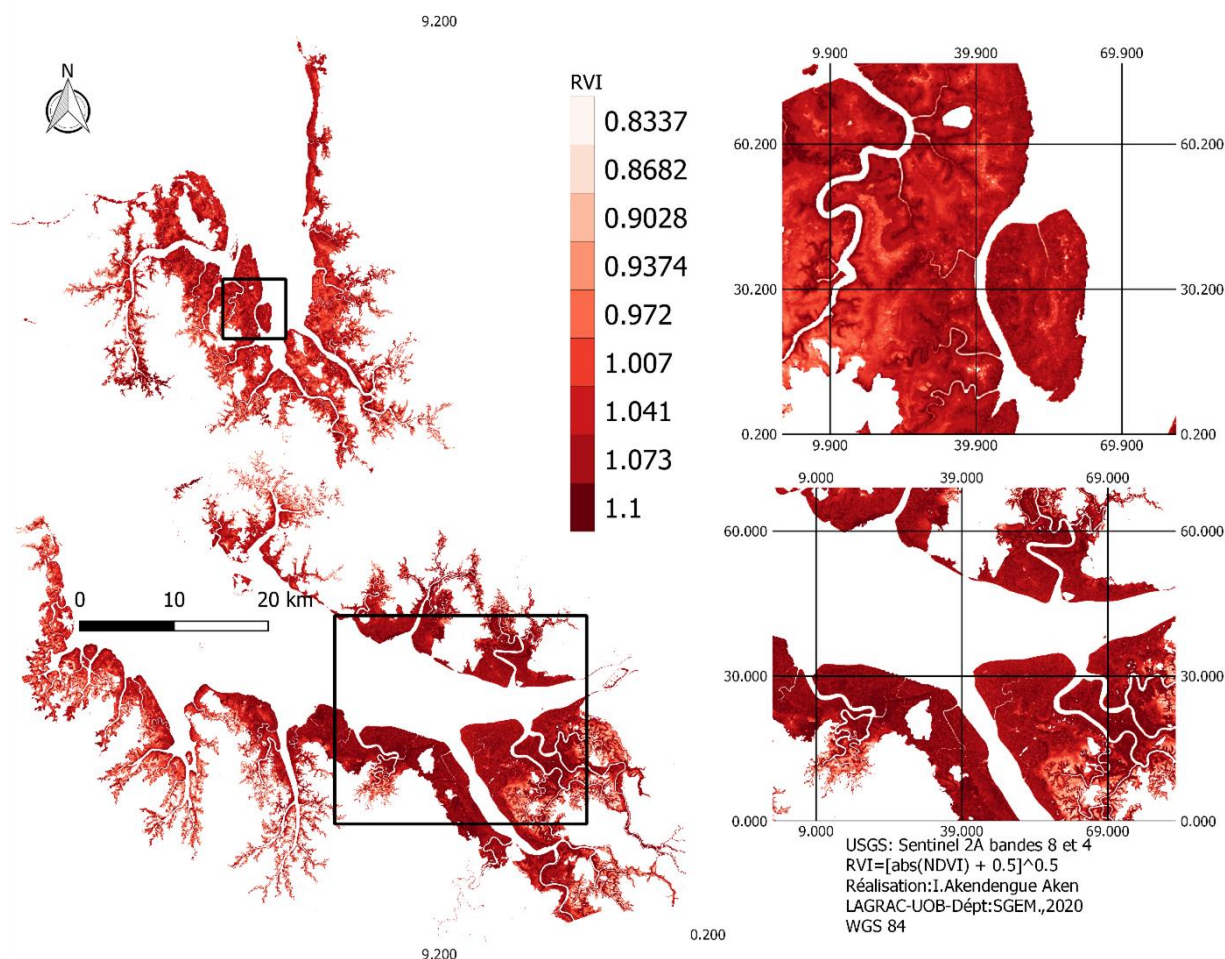 9.200
N
RVI
0.8337
0.8682
0.9028
0.9374
0.972
1.007
1.041
1.073
1.1
9.900 39.900 69.900
60.200 60.200
30.200 30.200
0.200 0.200
9.900 39.900 69.900
0 10 20 km
9.000 39.000 69.000
60.000 60.000
30.000 30.000
0.000 0.000
9.000 39.000 69.000
USGS: Sentinel 2A bandes 8 et 4
RVI=[abs(NDVI) + 0.5]^0.5
Réalisation:I.Akendengue Aken
LAGRAC-UOB-Dépt:SGEM.,2020
WGS 84
0.200
9.200